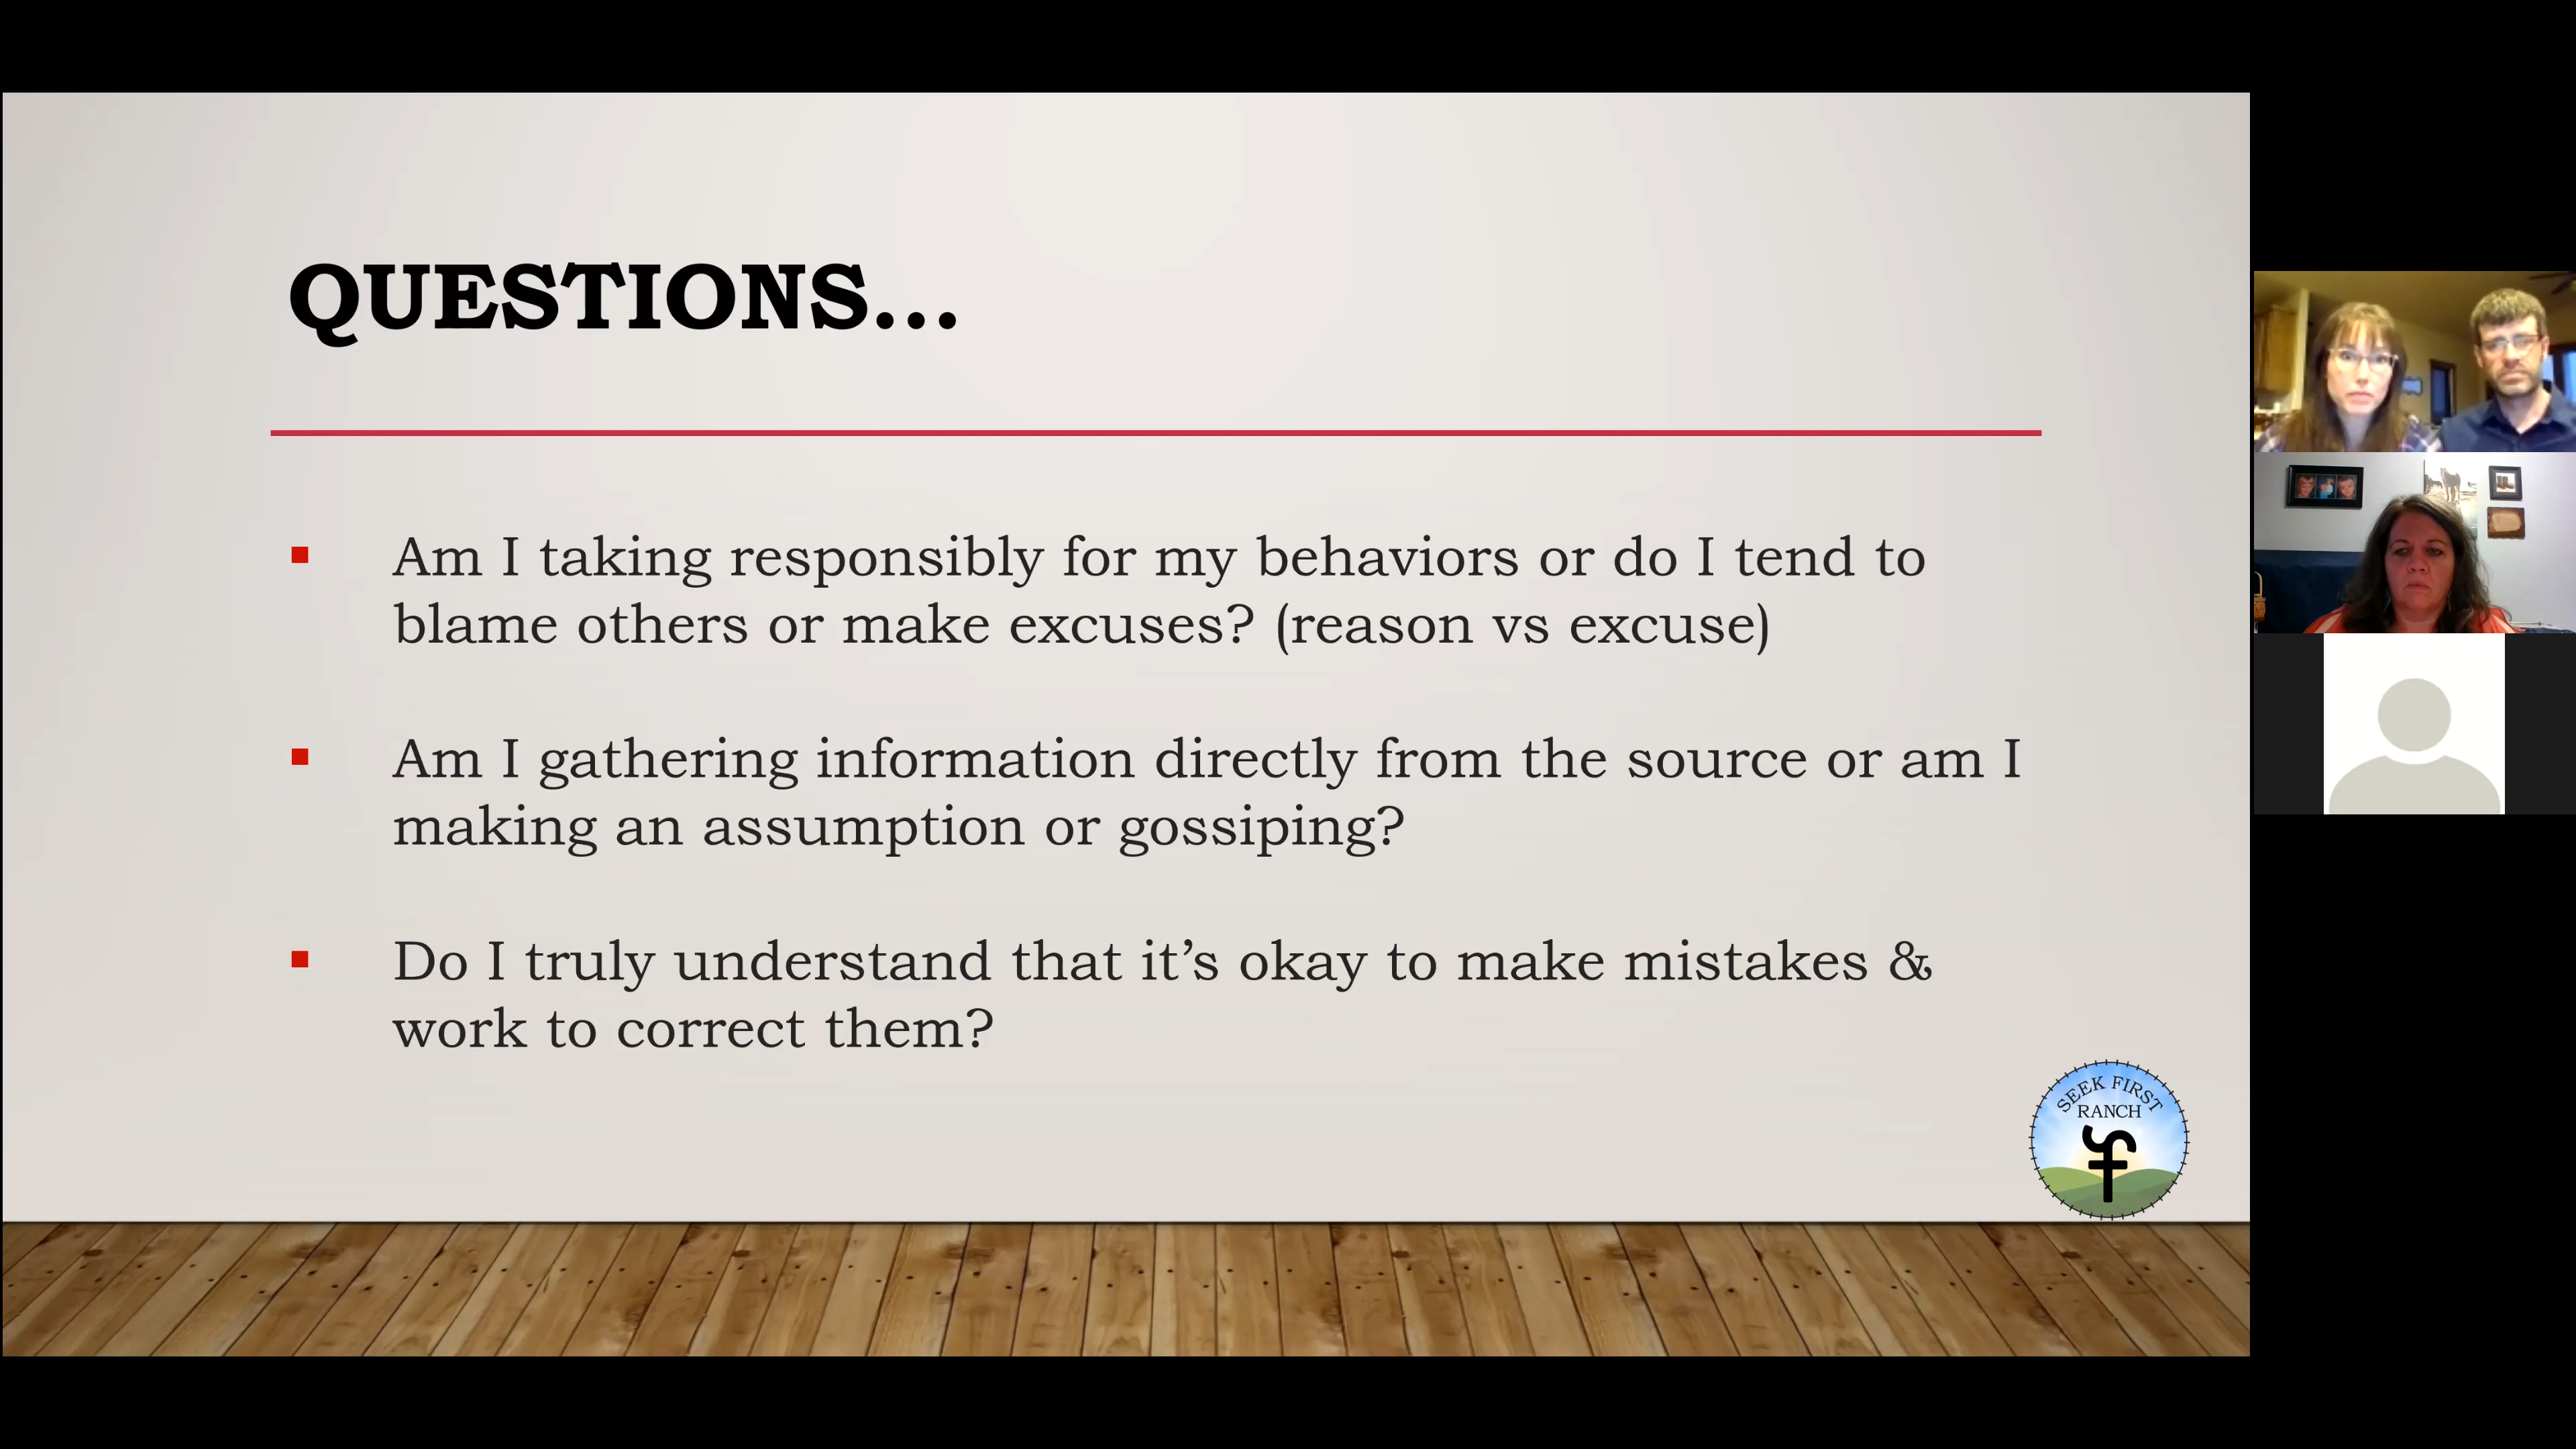 QUESTIONS...
Am I taking responsibly for my behaviors or do I tend to
blame others or make excuses? (reason vs excuse)
Am I gathering information directly from the source or am I
making an assumption or gossiping?
Do I truly understand that it’s okay to make mistakes &
work to correct them?
SEEK FIRST
RANCH